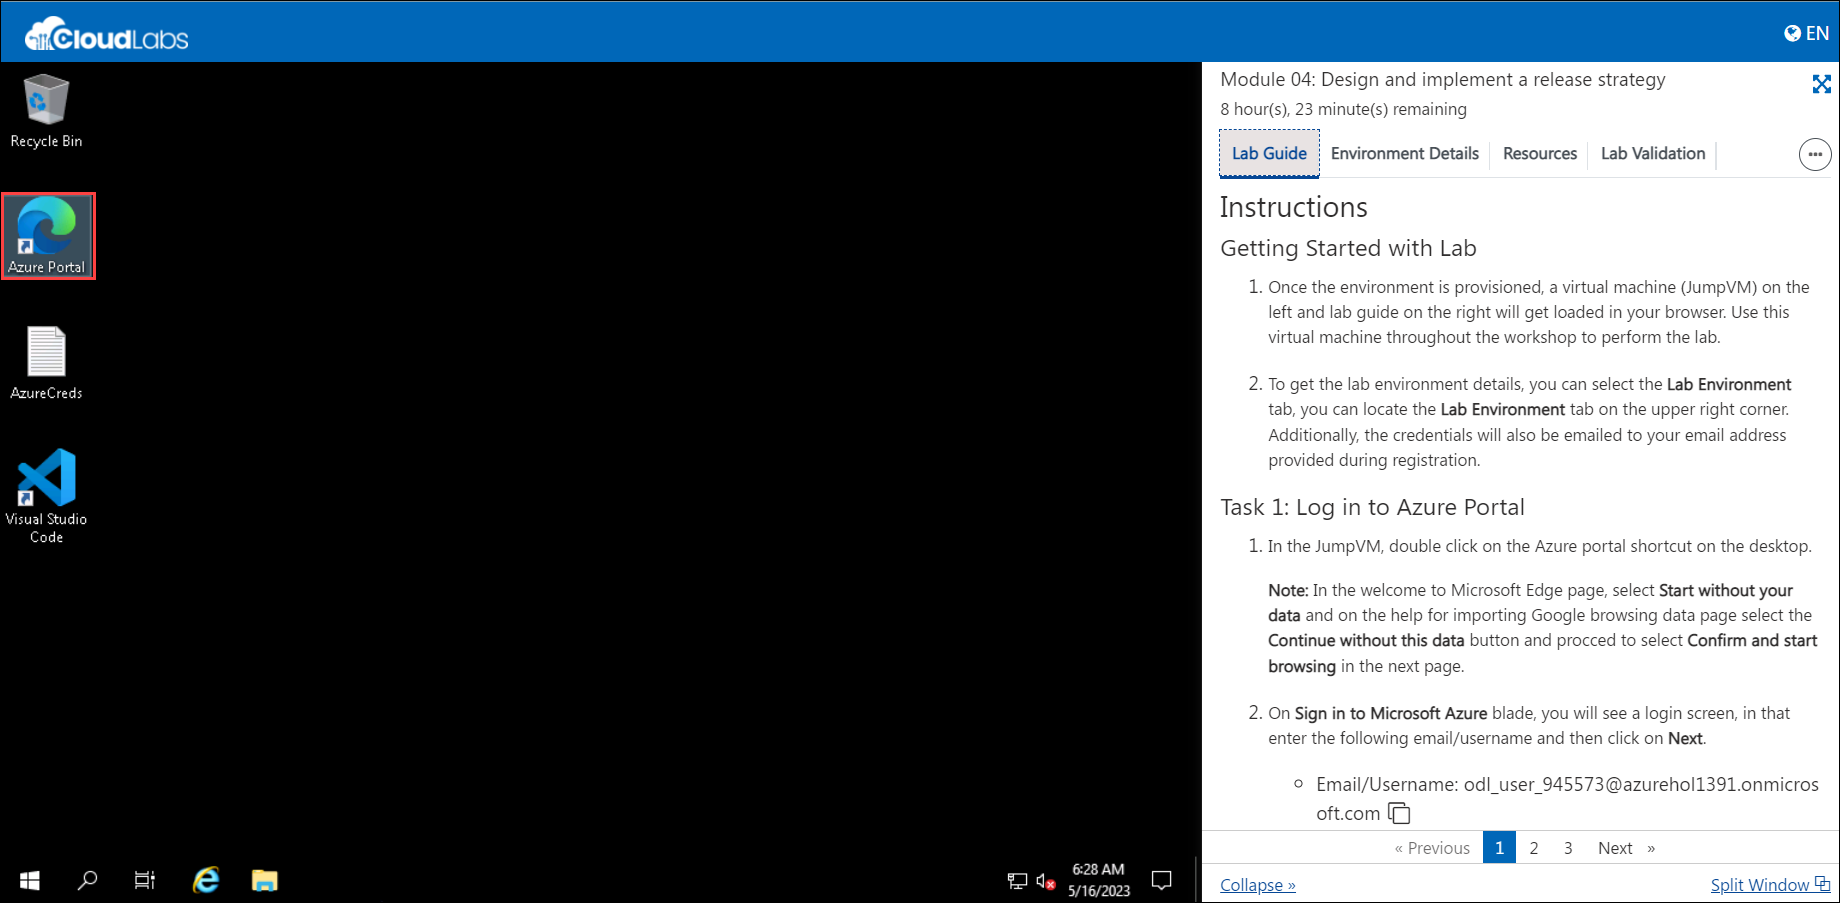 CloudLabs
EN
Recycle Bin
Azure Portal
AzureCreds
Visual Studio
Code
6:28 AM
5/16/2023
Module 04: Design and implement a release strategy
8 hour(s), 23 minute(s) remaining
Lab Guide
Environment Details
Resources
Lab Validation
Instructions
Getting Started with Lab
1. Once the environment is provisioned, a virtual machine (JumpVM) on the
left and lab guide on the right will get loaded in your browser. Use this
virtual machine throughout the workshop to perform the lab.
2. To get the lab environment details, you can select the Lab Environment
tab, you can locate the Lab Environment tab on the upper right corner.
Additionally, the credentials will also be emailed to your email address
provided during registration.
Task 1: Log in to Azure Portal
1. In the JumpVM, double click on the Azure portal shortcut on the desktop.
Note: In the welcome to Microsoft Edge page, select Start without your
data and on the help for importing Google browsing data page select the
Continue without this data button and procced to select Confirm and start
browsing in the next page.
2. On Sign in to Microsoft Azure blade, you will see a login screen, in that
enter the following email/username and then click on Next.
Email/Username: odl_user_945573@azurehol1391.onmicros
oft.com
« Previous 1 2 3 Next »
Collapse »
Split Window